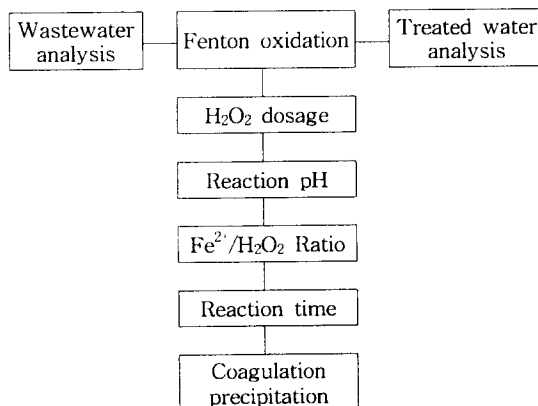 Wastewater
analysis
Fenton oxidation
Treated water
analysis
H₂O₂ dosage
Reaction pH
Fe²⁺/H₂O₂ Ratio
Reaction time
Coagulation
precipitation